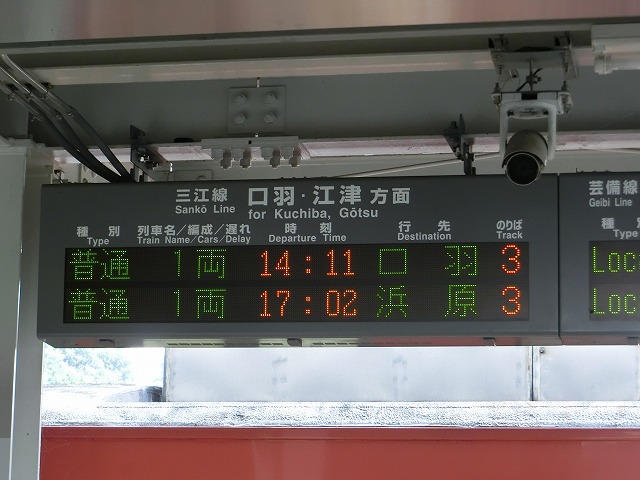 三江線 口羽・江津 方面
Sankō Line for Kuchiba, Gōtsu
種別 列車名／編成／遅れ 時刻 行先 のりば
Type Train Name/Cars/Delay Departure Time Destination Track
普通 1両 14:11 口羽 3
普通 1両 17:02 浜原 3
芸備線
Geibi Line
種
Type
Loc
Loc